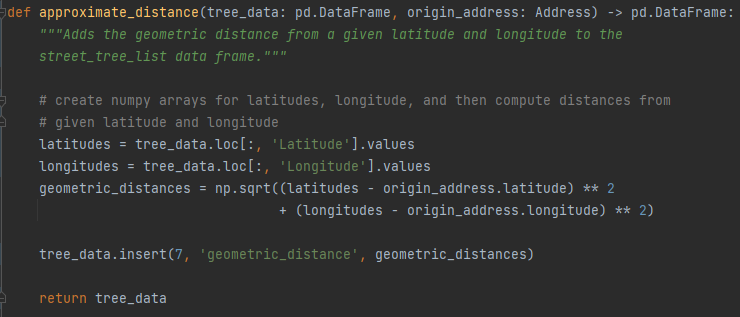 def approximate_distance(tree_data: pd.DataFrame, origin_address: Address) -> pd.DataFrame:
    """Adds the geometric distance from a given latitude and longitude to the
    street_tree_list data frame."""

    # create numpy arrays for latitudes, longitude, and then compute distances from
    # given latitude and longitude
    latitudes = tree_data.loc[:, 'Latitude'].values
    longitudes = tree_data.loc[:, 'Longitude'].values
    geometric_distances = np.sqrt((latitudes - origin_address.latitude) ** 2
                                  + (longitudes - origin_address.longitude) ** 2)

    tree_data.insert(7, 'geometric_distance', geometric_distances)

    return tree_data